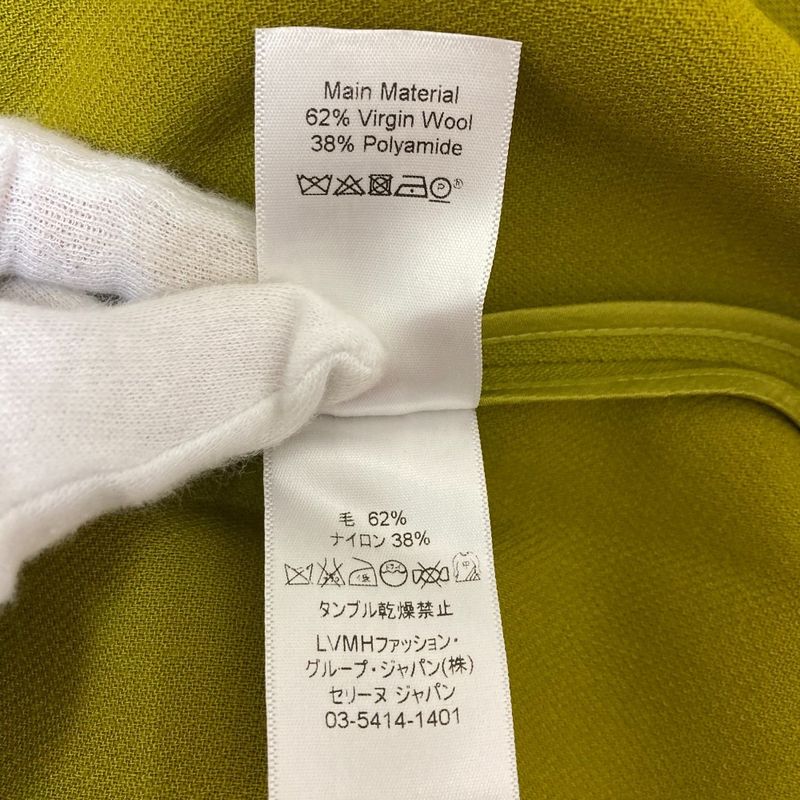 Main Material
62% Virgin Wool
38% Polyamide
P ®
毛 62%
ナイロン 38%
タンブル乾燥禁止
LVMHファッション・
グループ・ジャパン(株)
セリーヌ ジャパン
03-5414-1401